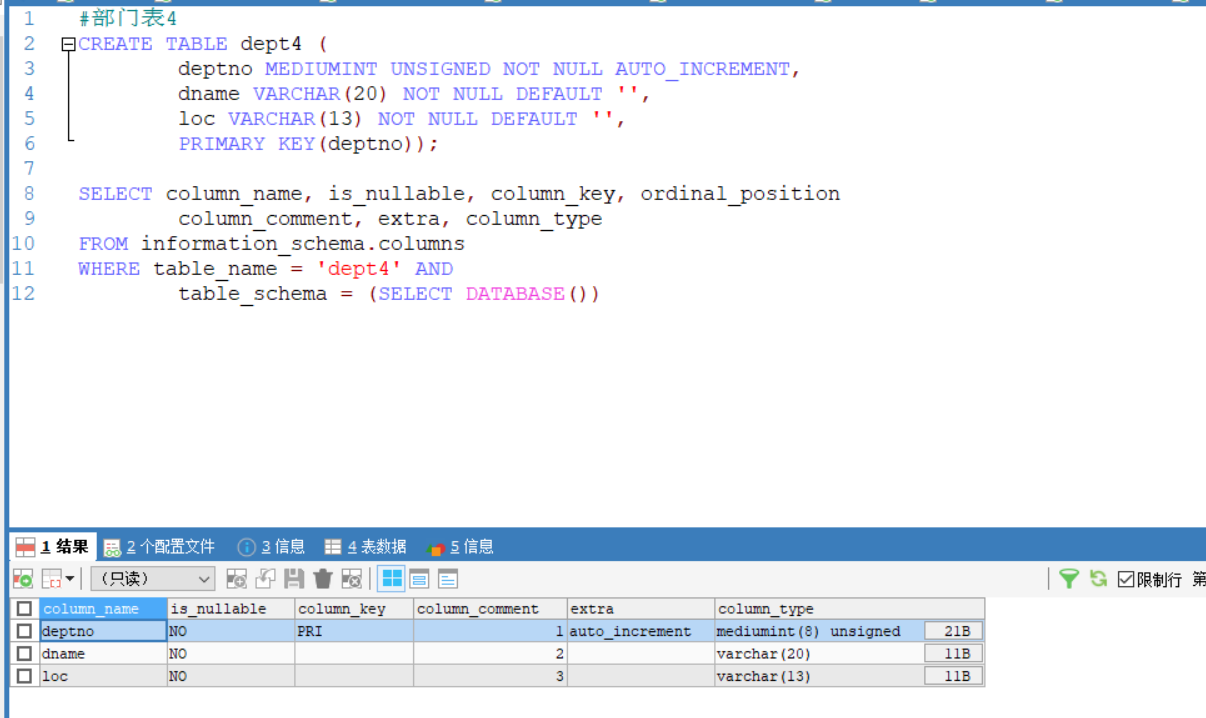 1 #部门表4
2 CREATE TABLE dept4 (
3 deptno MEDIUMINT UNSIGNED NOT NULL AUTO_INCREMENT,
4 dname VARCHAR(20) NOT NULL DEFAULT '',
5 loc VARCHAR(13) NOT NULL DEFAULT '',
6 PRIMARY KEY(deptno));
7
8 SELECT column_name, is_nullable, column_key, ordinal_position
9 column_comment, extra, column_type
10 FROM information_schema.columns
11 WHERE table_name = 'dept4' AND
12 table_schema = (SELECT DATABASE())
1 结果 2 个配置文件 3 信息 4 表数据 5 信息
(只读) 限制行 第
column_name is_nullable column_key column_comment extra column_type
deptno NO PRI 1 auto_increment mediumint(8) unsigned 21B
dname NO 2 varchar(20) 11B
loc NO 3 varchar(13) 11B